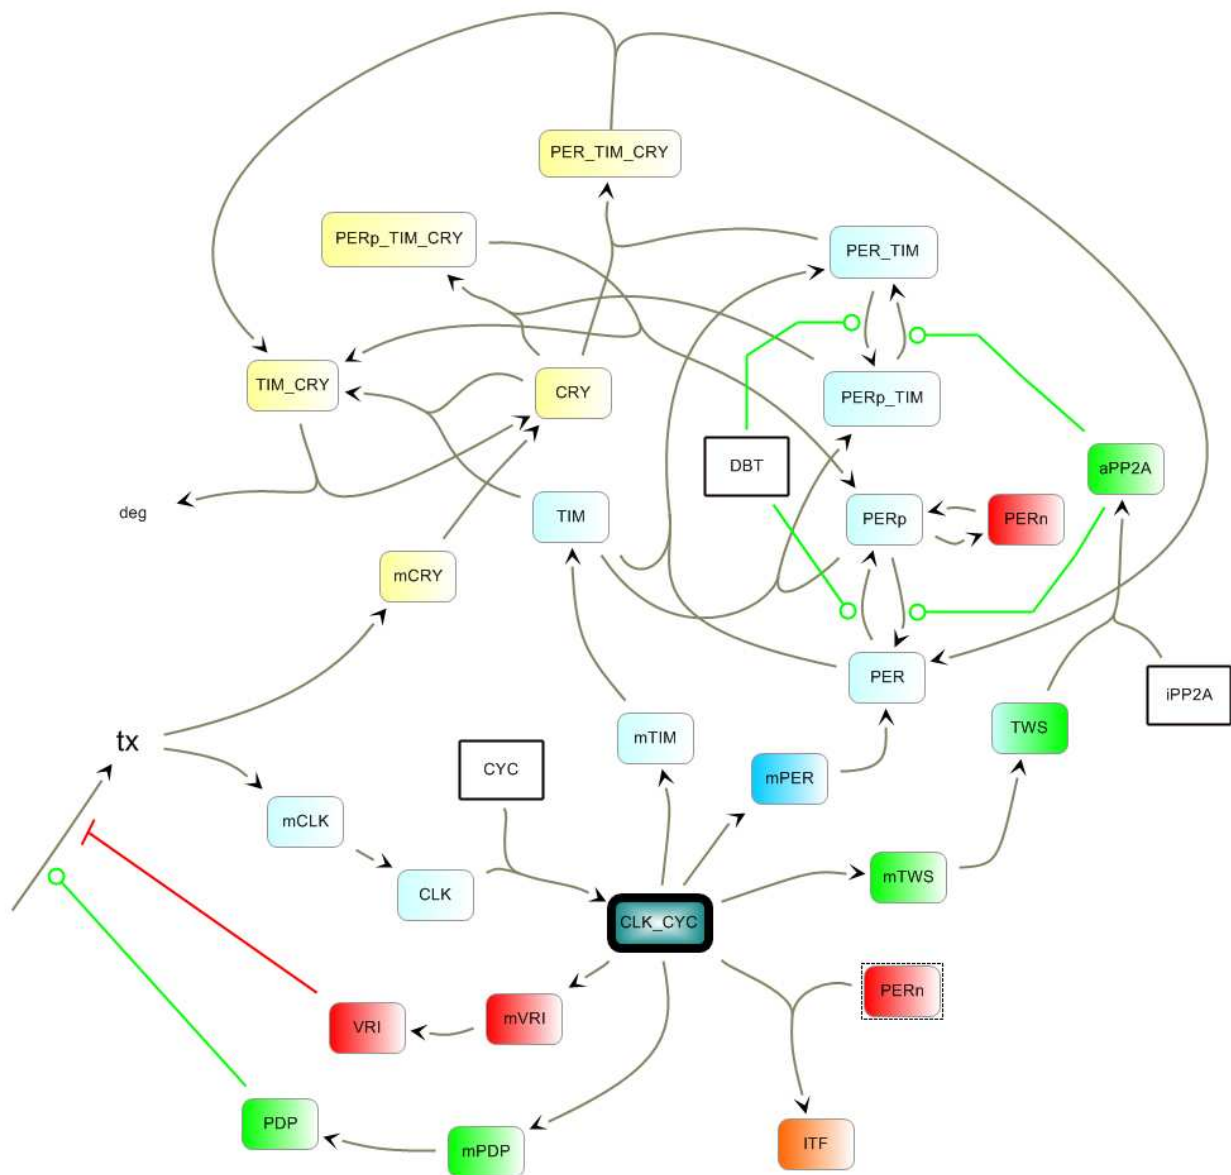 PER_TIM_CRY
PERp_TIM_CRY
PER_TIM
TIM_CRY
CRY
PERp_TIM
DBT
aPP2A
deg
TIM
PERp
PERn
mCRY
PER
iPP2A
tx
mTIM
TWS
CYC
mPER
mCLK
mTWS
CLK
CLK_CYC
PERn
VRI
mVRI
PDP
mPDP
ITF